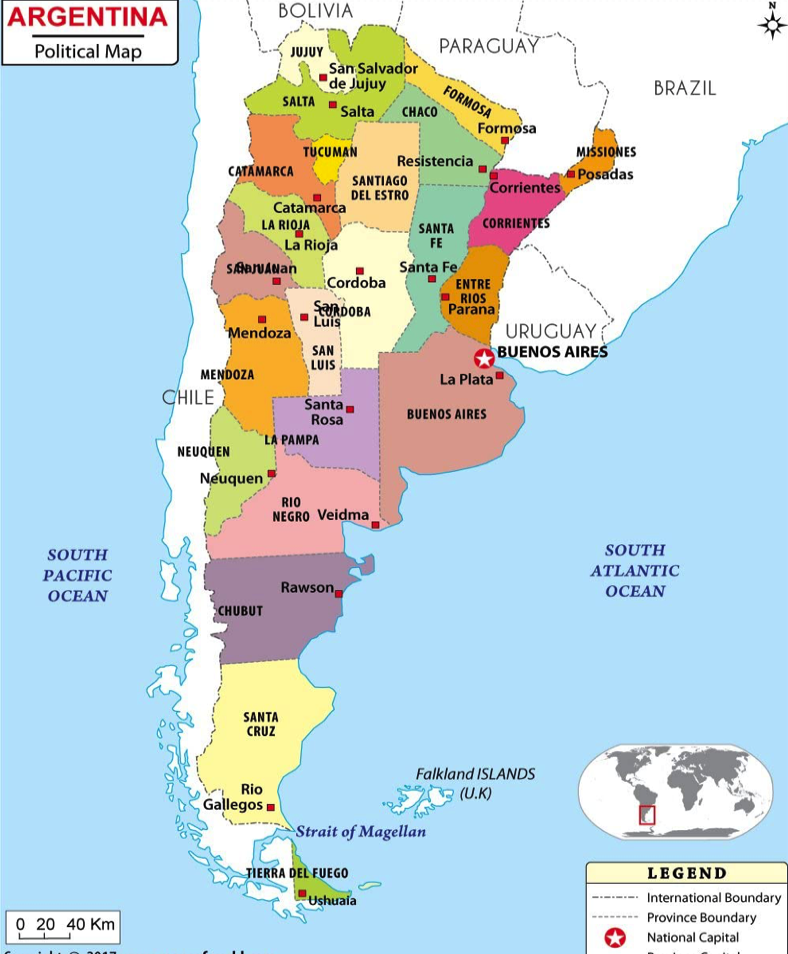 ARGENTINA
Political Map
BOLIVIA
N
PARAGUAY
BRAZIL
JUJUY
San Salvador
de Jujuy
SALTA
Salta
FORMOSA
CHACO
Formosa
TUCUMAN
MISSIONES
CATAMARCA
Resistencia
Posadas
SANTIAGO
DEL ESTRO
Corrientes
Catamarca
LA RIOJA
CORRIENTES
SANTA
FE
La Rioja
SAN JUAN
Santa Fe
Cordoba
ENTRE
RIOS
San
Luis
CORDOBA
Parana
Mendoza
URUGUAY
BUENOS AIRES
SAN
LUIS
MENDOZA
La Plata
CHILE
Santa
Rosa
BUENOS AIRES
LA PAMPA
NEUQUEN
Neuquen
RIO
NEGRO
Veidma
SOUTH
PACIFIC
OCEAN
SOUTH
ATLANTIC
OCEAN
Rawson
CHUBUT
SANTA
CRUZ
Rio
Gallegos
Falkland ISLANDS
(U.K)
Strait of Magellan
TIERRA DEL FUEGO
Ushuaia
LEGEND
International Boundary
Province Boundary
National Capital
0 20 40 Km